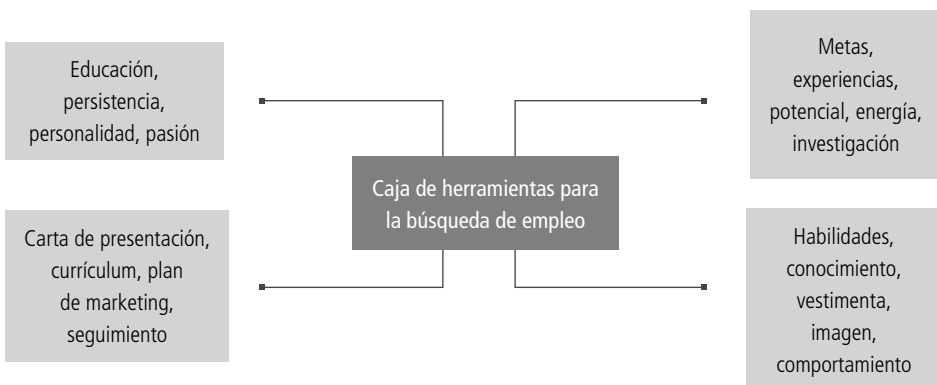 Educación,
persistencia,
personalidad, pasión
Metas,
experiencias,
potencial, energía,
investigación
Caja de herramientas para
la búsqueda de empleo
Carta de presentación,
currículum, plan
de marketing,
seguimiento
Habilidades,
conocimiento,
vestimenta,
imagen,
comportamiento